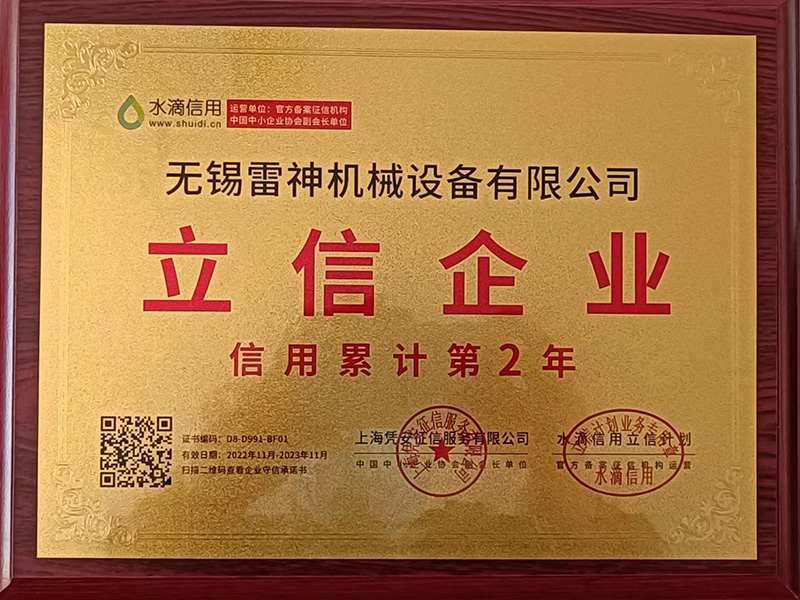 水滴信用
www.shuidi.cn
运营单位：官方备案征信机构
中国中小企业协会副会长单位
无锡雷神机械设备有限公司
立信企业
信用累计第2年
证书编码：D8-D991-BF01
有效日期：2022年11月-2023年11月
扫描二维码查看企业守信承诺书
上海凭安征信服务有限公司
中国中小企业协会副会长单位
水滴信用立信计划
官方备案征信机构运营
水滴信用